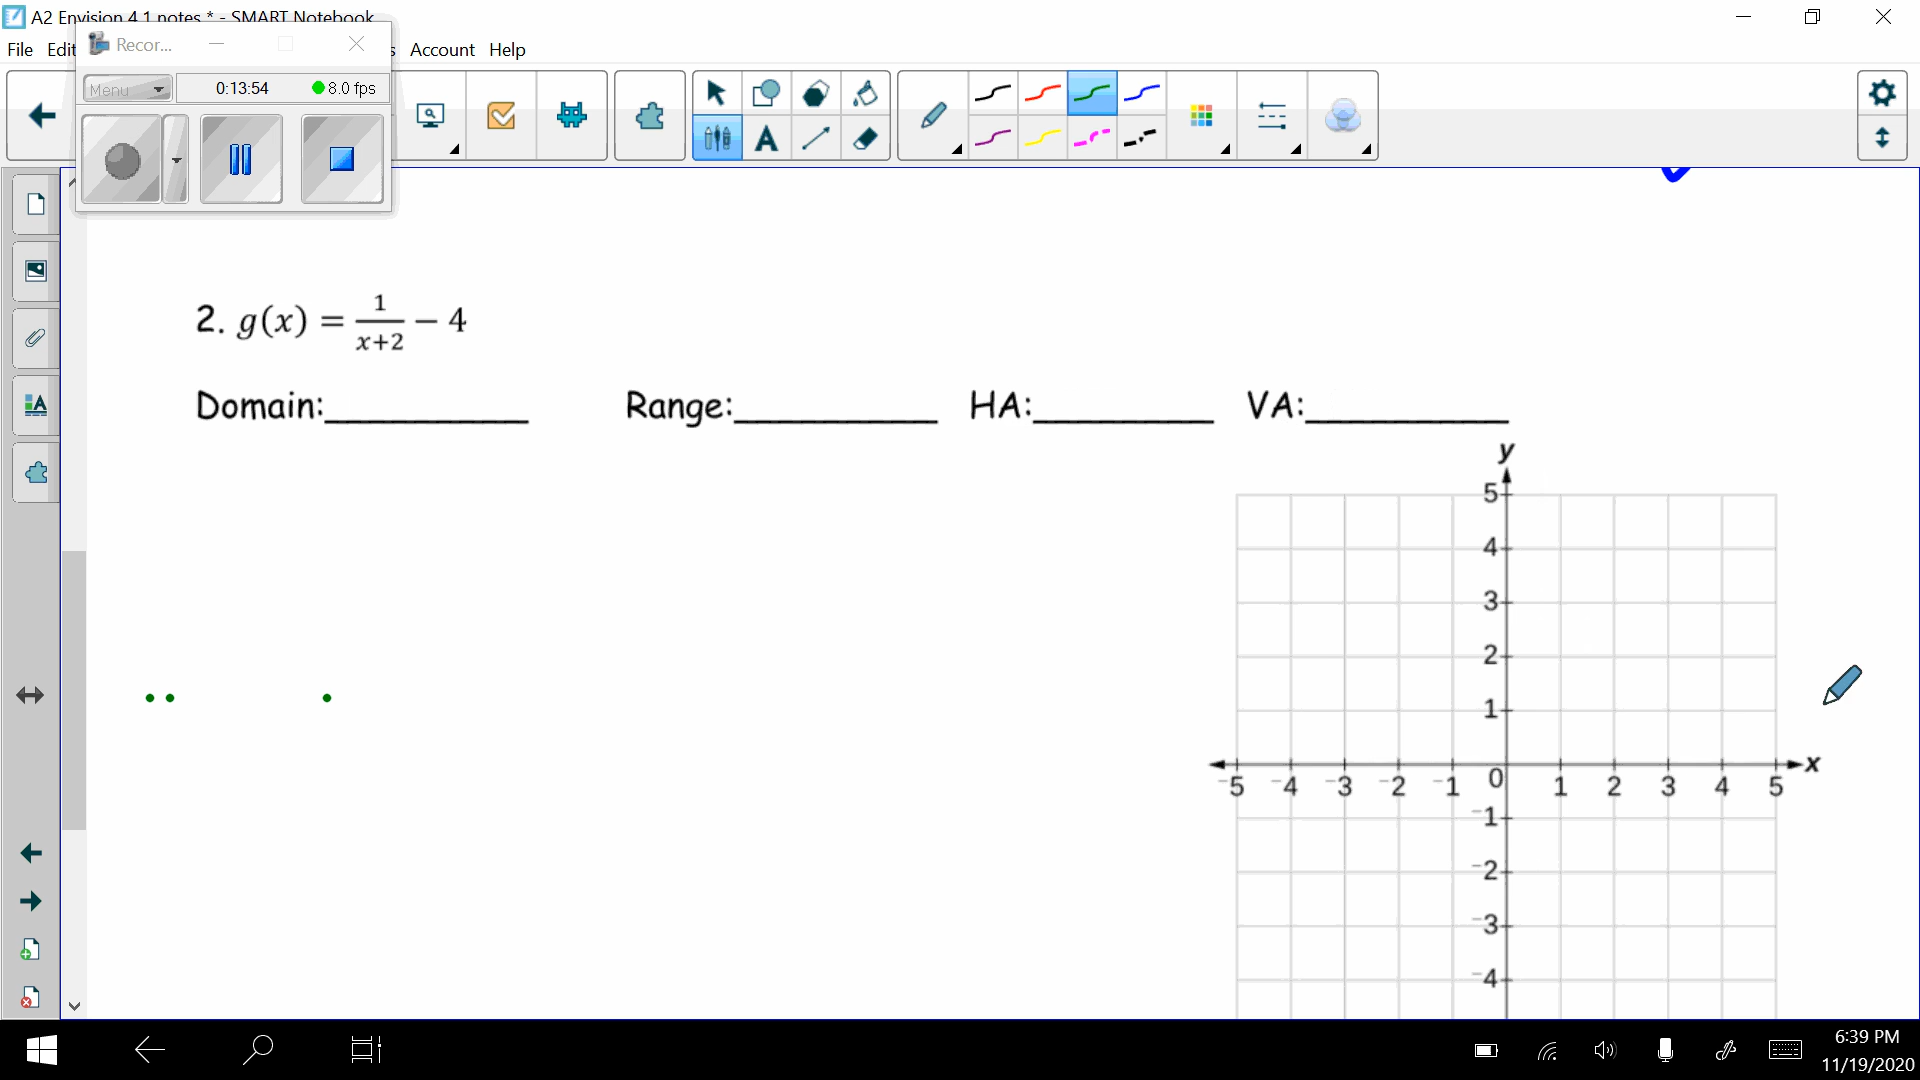 A2 Envision 4.1 notes * - SMART Notebook
File Edit Account Help
Recor...
Menu 0:13:54 8.0 fps
2. g(x) = 1/(x+2) − 4
Domain:__________ Range:__________ HA:_________ VA:__________
y
5
4
3
2
1
-5 -4 -3 -2 -1 0 1 2 3 4 5 x
-1
-2
-3
-4
6:39 PM
11/19/2020